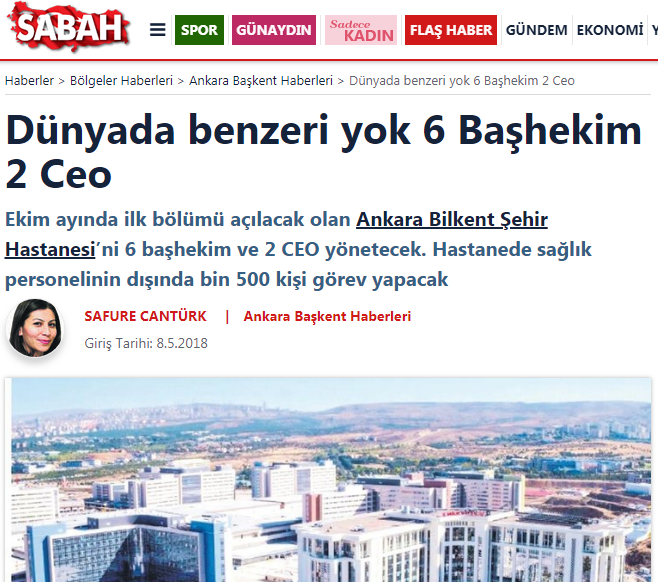 SABAH
SPOR
GÜNAYDIN
Sadece
KADIN
FLAŞ HABER
GÜNDEM
EKONOMİ
Haberler > Bölgeler Haberleri > Ankara Başkent Haberleri > Dünyada benzeri yok 6 Başhekim 2 Ceo
Dünyada benzeri yok 6 Başhekim
2 Ceo
Ekim ayında ilk bölümü açılacak olan Ankara Bilkent Şehir
Hastanesi'ni 6 başhekim ve 2 CEO yönetecek. Hastanede sağlık
personelinin dışında bin 500 kişi görev yapacak
SAFURE CANTÜRK | Ankara Başkent Haberleri
Giriş Tarihi: 8.5.2018